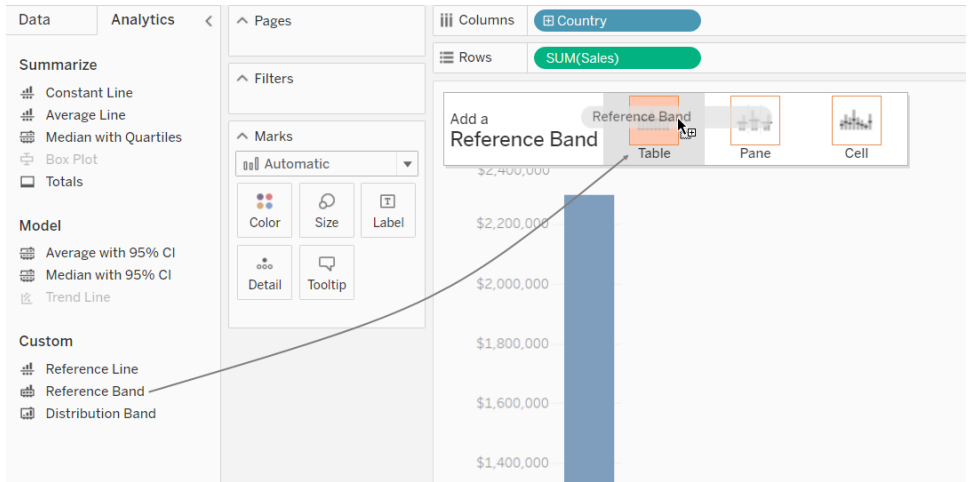 Data
Analytics
Summarize
Constant Line
Average Line
Median with Quartiles
Box Plot
Totals
Model
Average with 95% CI
Median with 95% CI
Trend Line
Custom
Reference Line
Reference Band
Distribution Band
Pages
Filters
Marks
Automatic
Color
Size
Label
Detail
Tooltip
Columns
Country
Rows
SUM(Sales)
Add a
Reference Band
Reference Band
Table
Pane
Cell
$2,400,000
$2,200,000
$2,000,000
$1,800,000
$1,600,000
$1,400,000